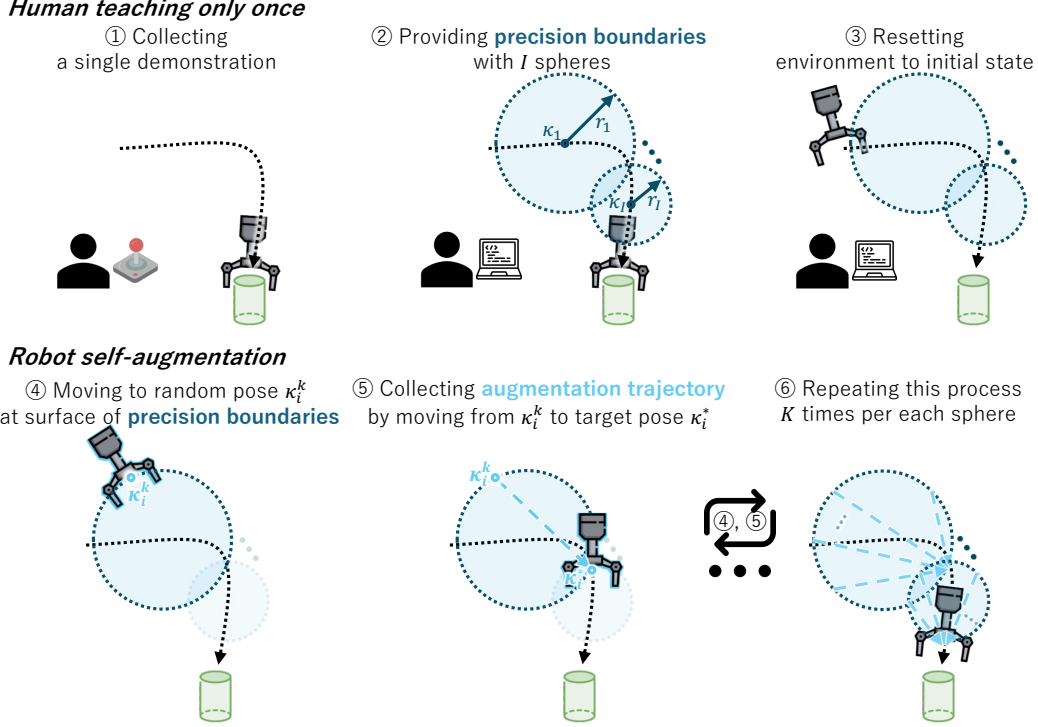 Human teaching only once
① Collecting
a single demonstration
② Providing precision boundaries
with I spheres
③ Resetting
environment to initial state
κ₁
r₁
κ_I
r_I
Robot self-augmentation
④ Moving to random pose κᵢᵏ
at surface of precision boundaries
⑤ Collecting augmentation trajectory
by moving from κᵢᵏ to target pose κᵢ*
⑥ Repeating this process
K times per each sphere
κᵢᵏ
κᵢᵏ
κᵢ*
④, ⑤